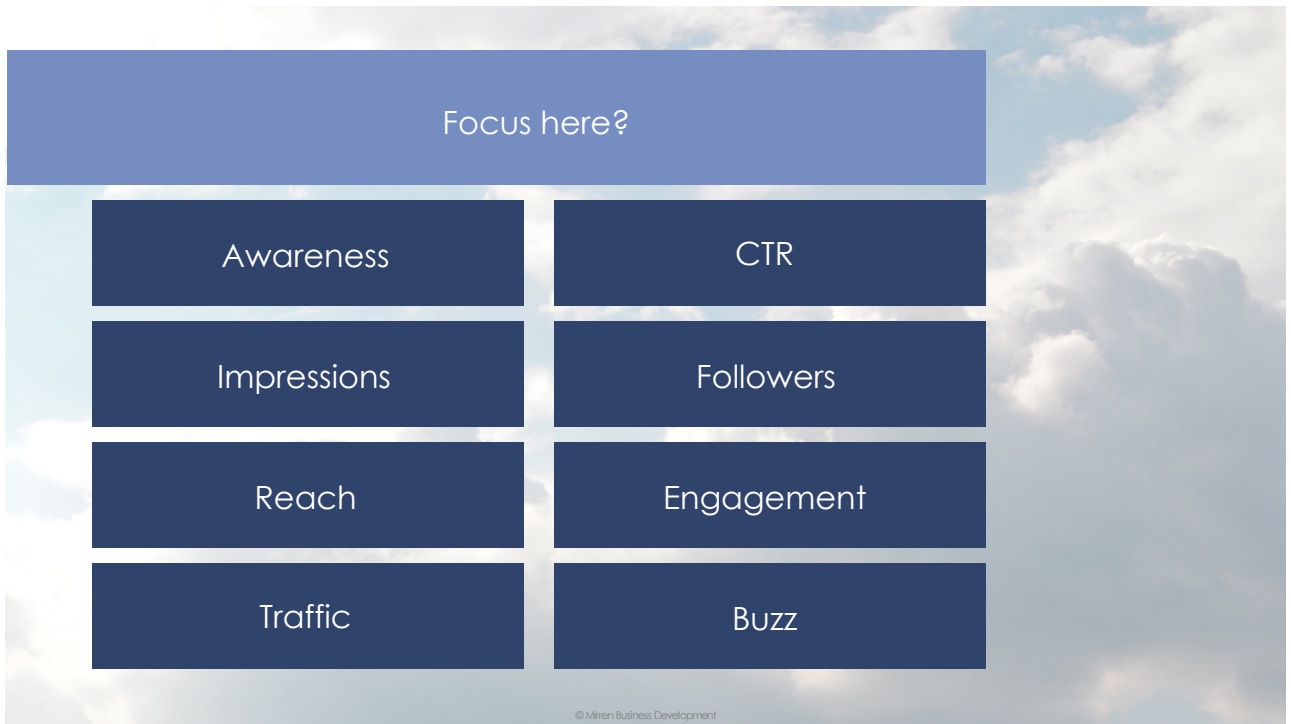 Focus here?
Awareness
CTR
Impressions
Followers
Reach
Engagement
Traffic
Buzz
© Mirren Business Development